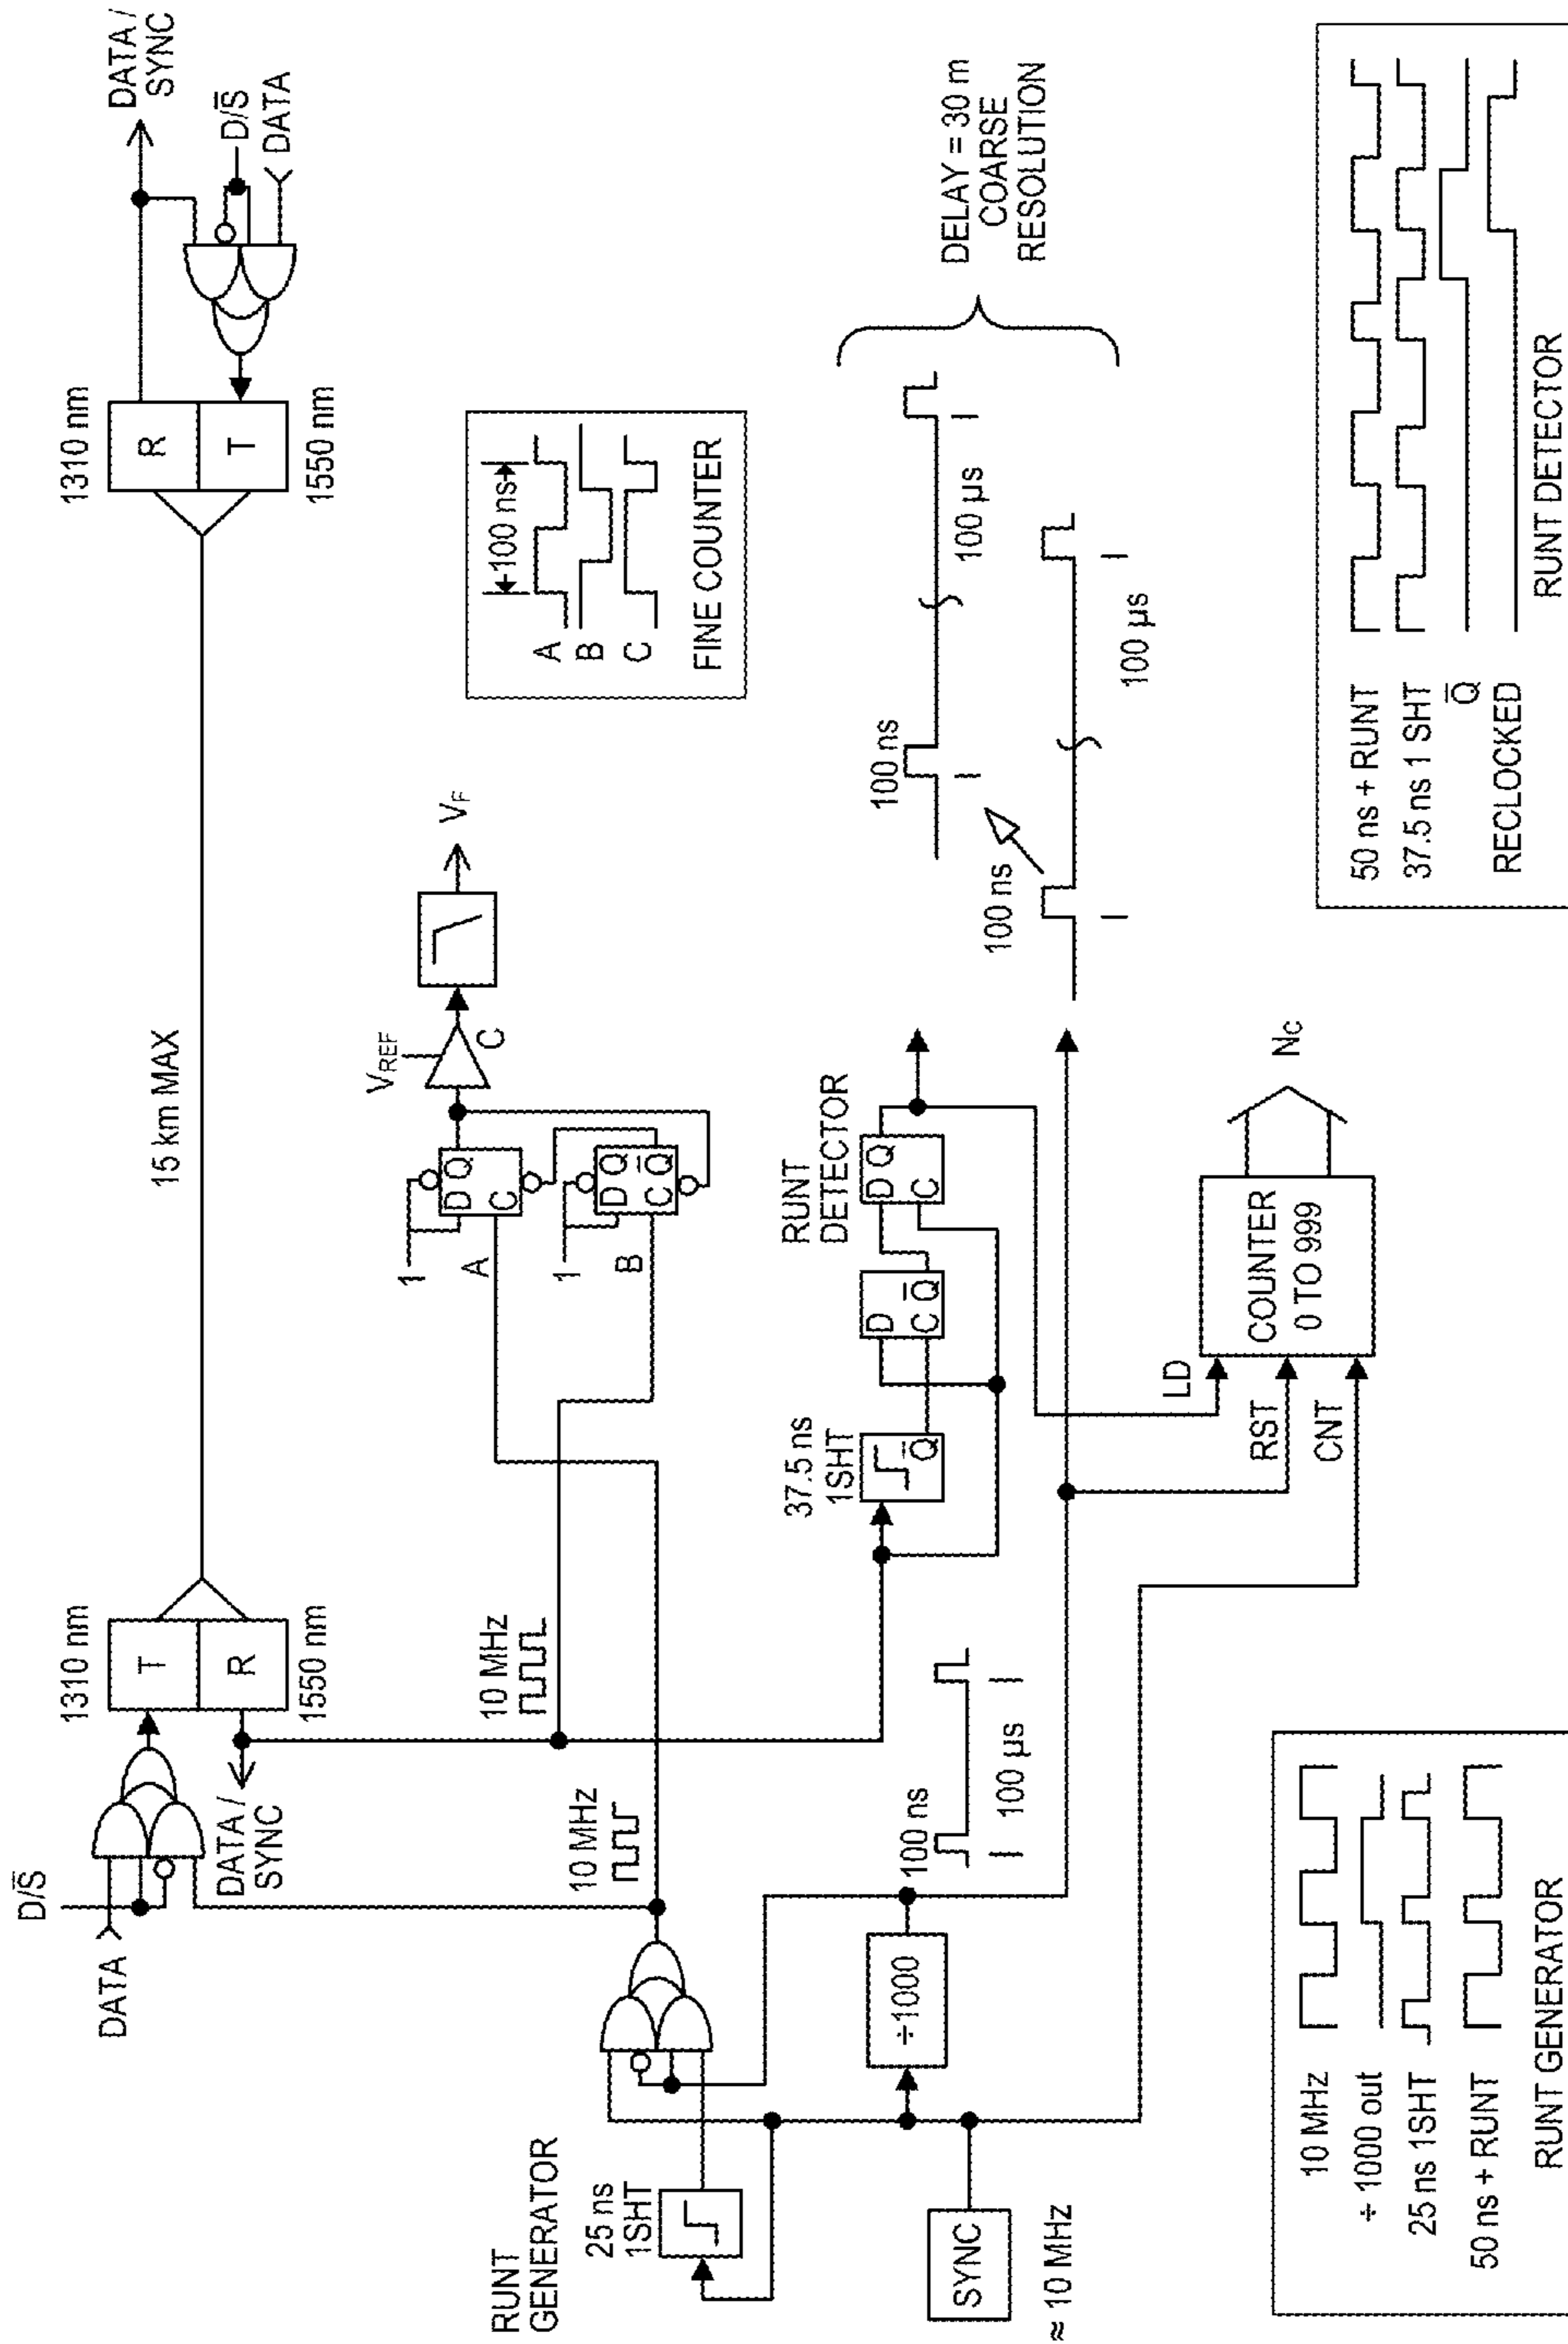 D/S̅
DATA
DATA /
SYNC
1310 nm
T
R
1550 nm
15 km MAX
1310 nm
R
T
1550 nm
DATA /
SYNC
D/S̅
DATA
RUNT
GENERATOR
25 ns
1SHT
10 MHz
10 MHz
1
D Q
C
A
1
D Q
C Q̅
B
VREF
C
VF
A
B
C
100 ns
FINE COUNTER
SYNC
≈ 10 MHz
÷1000
100 ns
100 µs
37.5 ns
1SHT
Q̅
D
C Q̅
RUNT
DETECTOR
D Q
C
100 ns
100 µs
100 ns
100 µs
DELAY = 30 m
COARSE
RESOLUTION
LD
RST
CNT
COUNTER
0 TO 999
Nc
10 MHz
÷ 1000 out
25 ns 1SHT
50 ns + RUNT
RUNT GENERATOR
50 ns + RUNT
37.5 ns 1 SHT
Q̅
RECLOCKED
RUNT DETECTOR